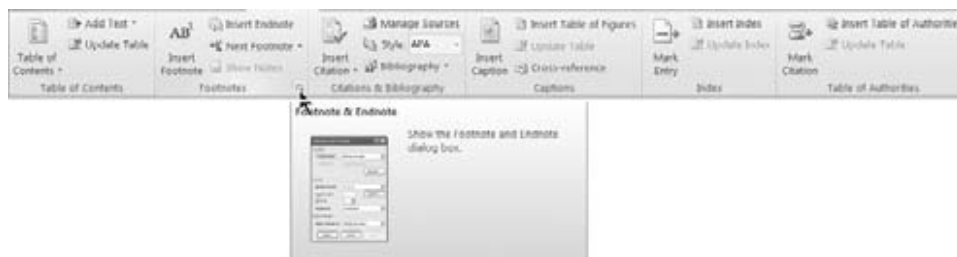 Table of Contents
Add Text
Update Table
Table of Contents
AB¹
Insert Footnote
Insert Endnote
Next Footnote
Show Notes
Footnotes
Insert Citation
Manage Sources
Style: APA
Bibliography
Citations & Bibliography
Insert Caption
Insert Table of Figures
Update Table
Cross-reference
Captions
Mark Entry
Insert Index
Update Index
Index
Mark Citation
Insert Table of Authorities
Update Table
Table of Authorities
Footnote & Endnote
Show the Footnote and Endnote
dialog box.